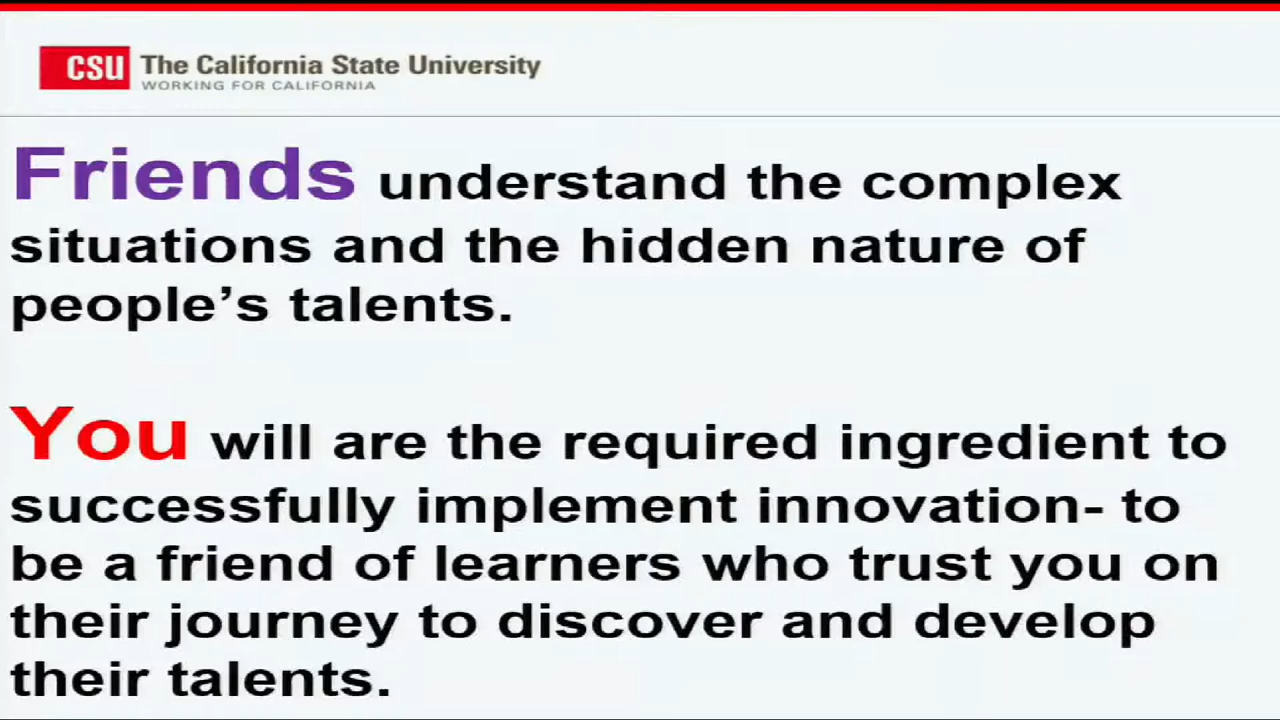 CSU The California State University
WORKING FOR CALIFORNIA
Friends understand the complex
situations and the hidden nature of
people’s talents.
You will are the required ingredient to
successfully implement innovation- to
be a friend of learners who trust you on
their journey to discover and develop
their talents.